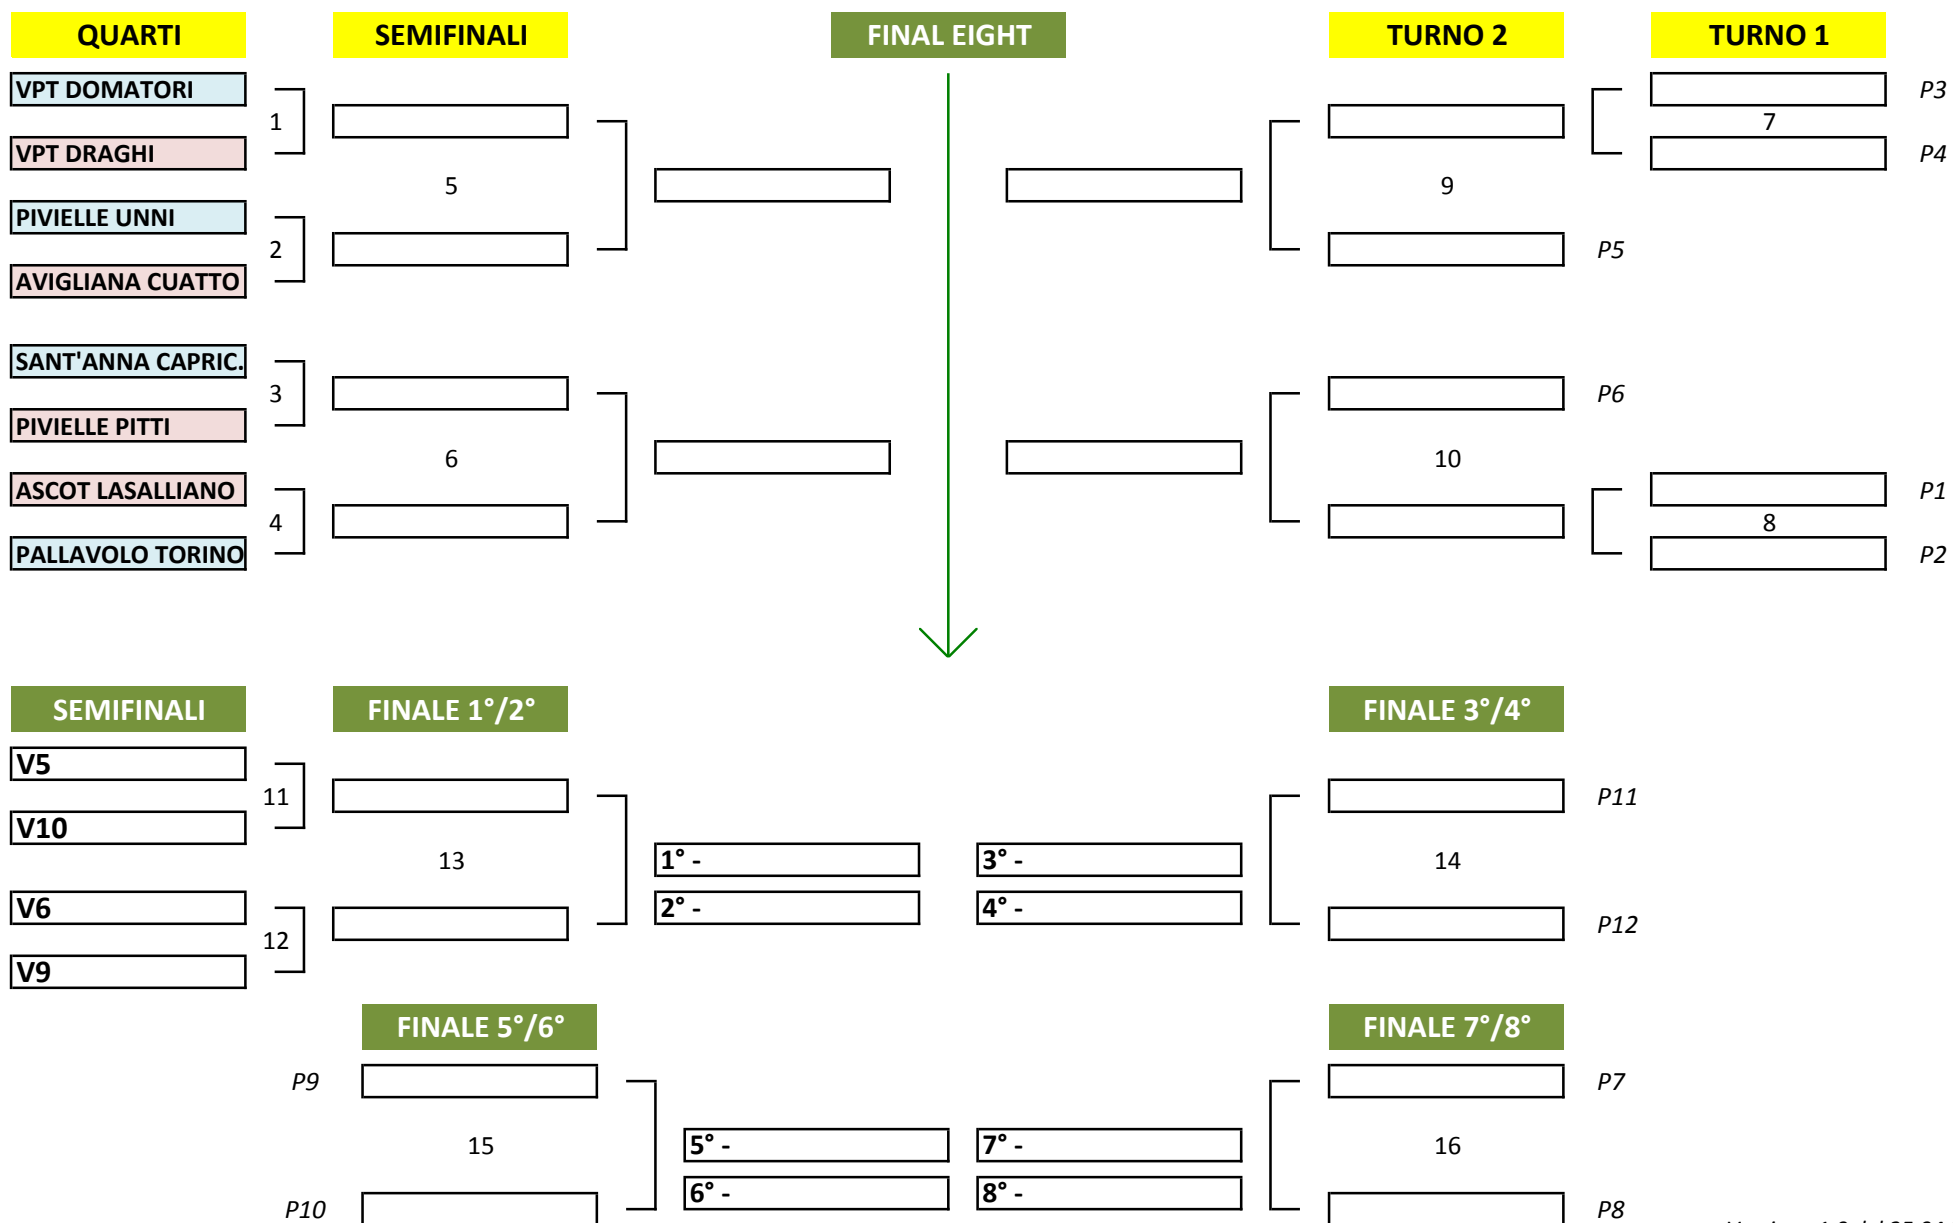 QUARTI SEMIFINALI FINAL EIGHT TURNO 2 TURNO 1
VPT DOMATORI P3
1 7
VPT DRAGHI P4
5 9
PIVIELLE UNNI
2 P5
AVIGLIANA CUATTO
SANT'ANNA CAPRIC.
3 P6
PIVIELLE PITTI
6 10
ASCOT LASALLIANO P1
4 8
PALLAVOLO TORINO P2
SEMIFINALI FINALE 1°/2° FINALE 3°/4°
V5
11 P11
V10
13 1° - 3° - 14
V6 2° - 4° -
12 P12
V9
FINALE 5°/6° FINALE 7°/8°
P9 P7
15 5° - 7° - 16
6° - 8° -
P10 P8